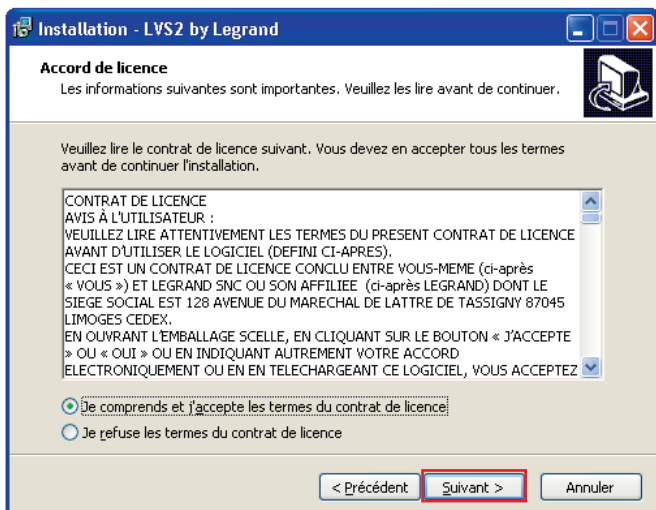 Installation - LVS2 by Legrand
Accord de licence
Les informations suivantes sont importantes. Veuillez les lire avant de continuer.
Veuillez lire le contrat de licence suivant. Vous devez en accepter tous les termes
avant de continuer l'installation.
CONTRAT DE LICENCE
AVIS À L'UTILISATEUR :
VEUILLEZ LIRE ATTENTIVEMENT LES TERMES DU PRESENT CONTRAT DE LICENCE
AVANT D'UTILISER LE LOGICIEL (DEFINI CI-APRES).
CECI EST UN CONTRAT DE LICENCE CONCLU ENTRE VOUS-MEME (ci-après
« VOUS ») ET LEGRAND SNC OU SON AFFILIEE (ci-après LEGRAND) DONT LE
SIEGE SOCIAL EST 128 AVENUE DU MARECHAL DE LATTRE DE TASSIGNY 87045
LIMOGES CEDEX.
EN OUVRANT L'EMBALLAGE SCELLE, EN CLIQUANT SUR LE BOUTON « J'ACCEPTE
» OU « OUI » OU EN INDIQUANT AUTREMENT VOTRE ACCORD
ELECTRONIQUEMENT OU EN EN TELECHARGEANT CE LOGICIEL, VOUS ACCEPTEZ
Je comprends et j'accepte les termes du contrat de licence
Je refuse les termes du contrat de licence
< Précédent Suivant > Annuler